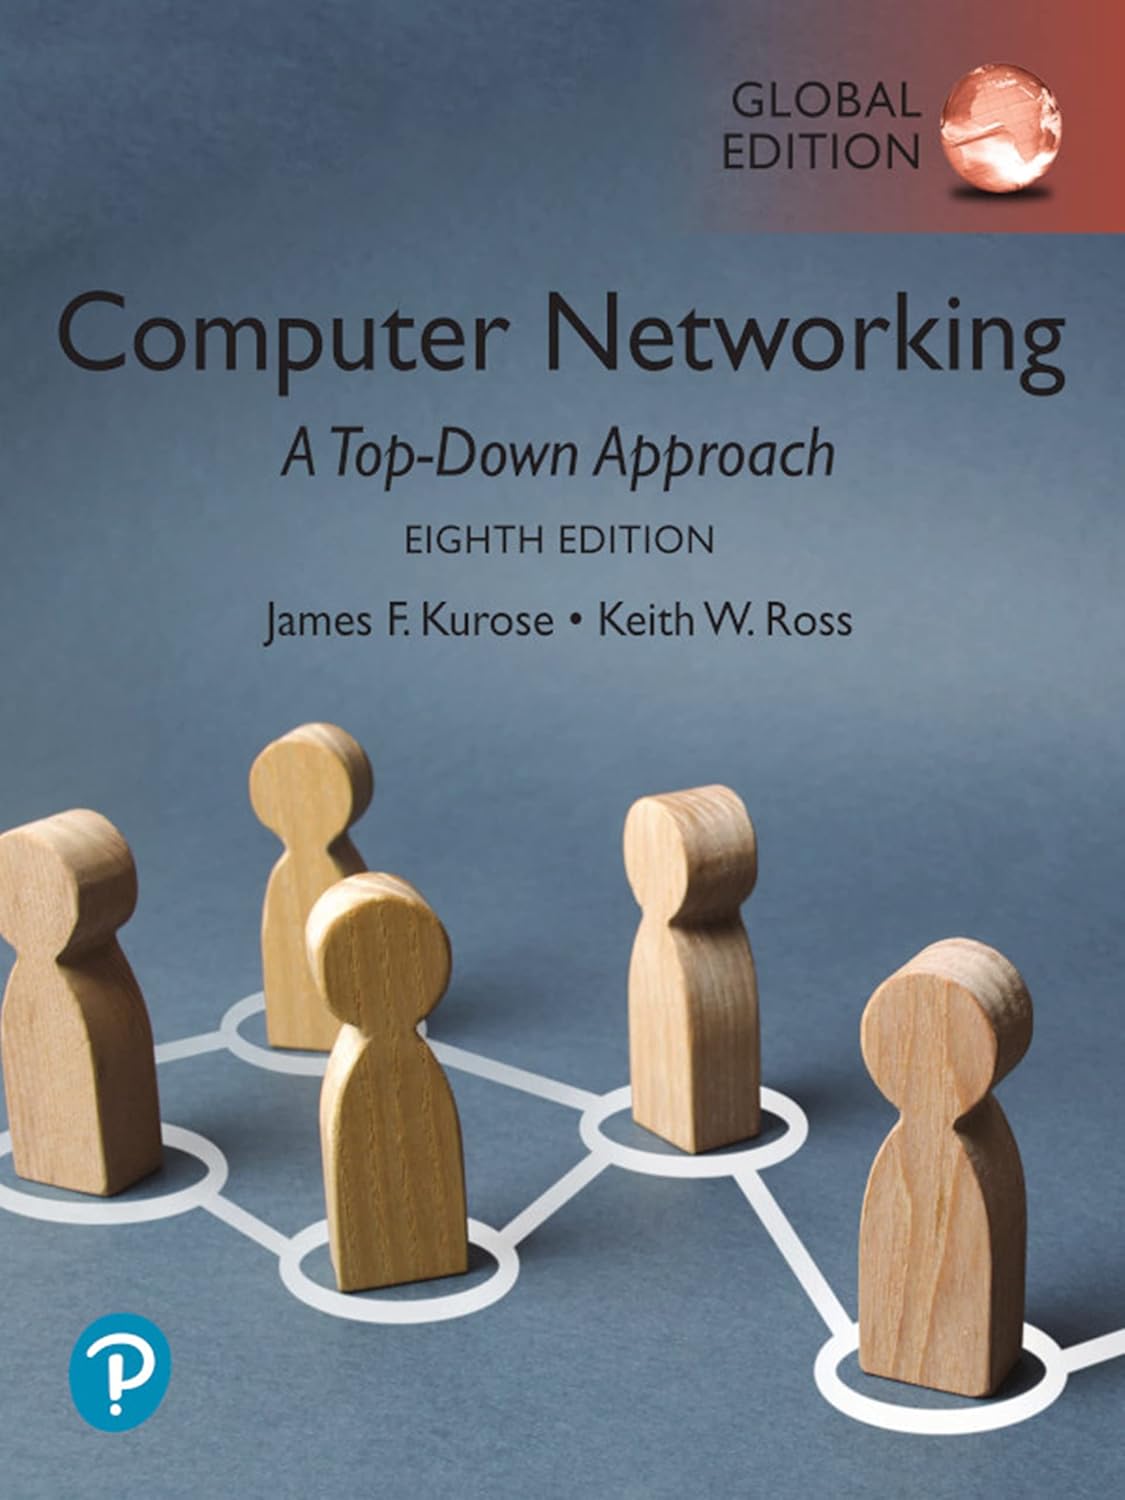 GLOBAL
EDITION
Computer Networking
A Top-Down Approach
EIGHTH EDITION
James F. Kurose • Keith W. Ross
P